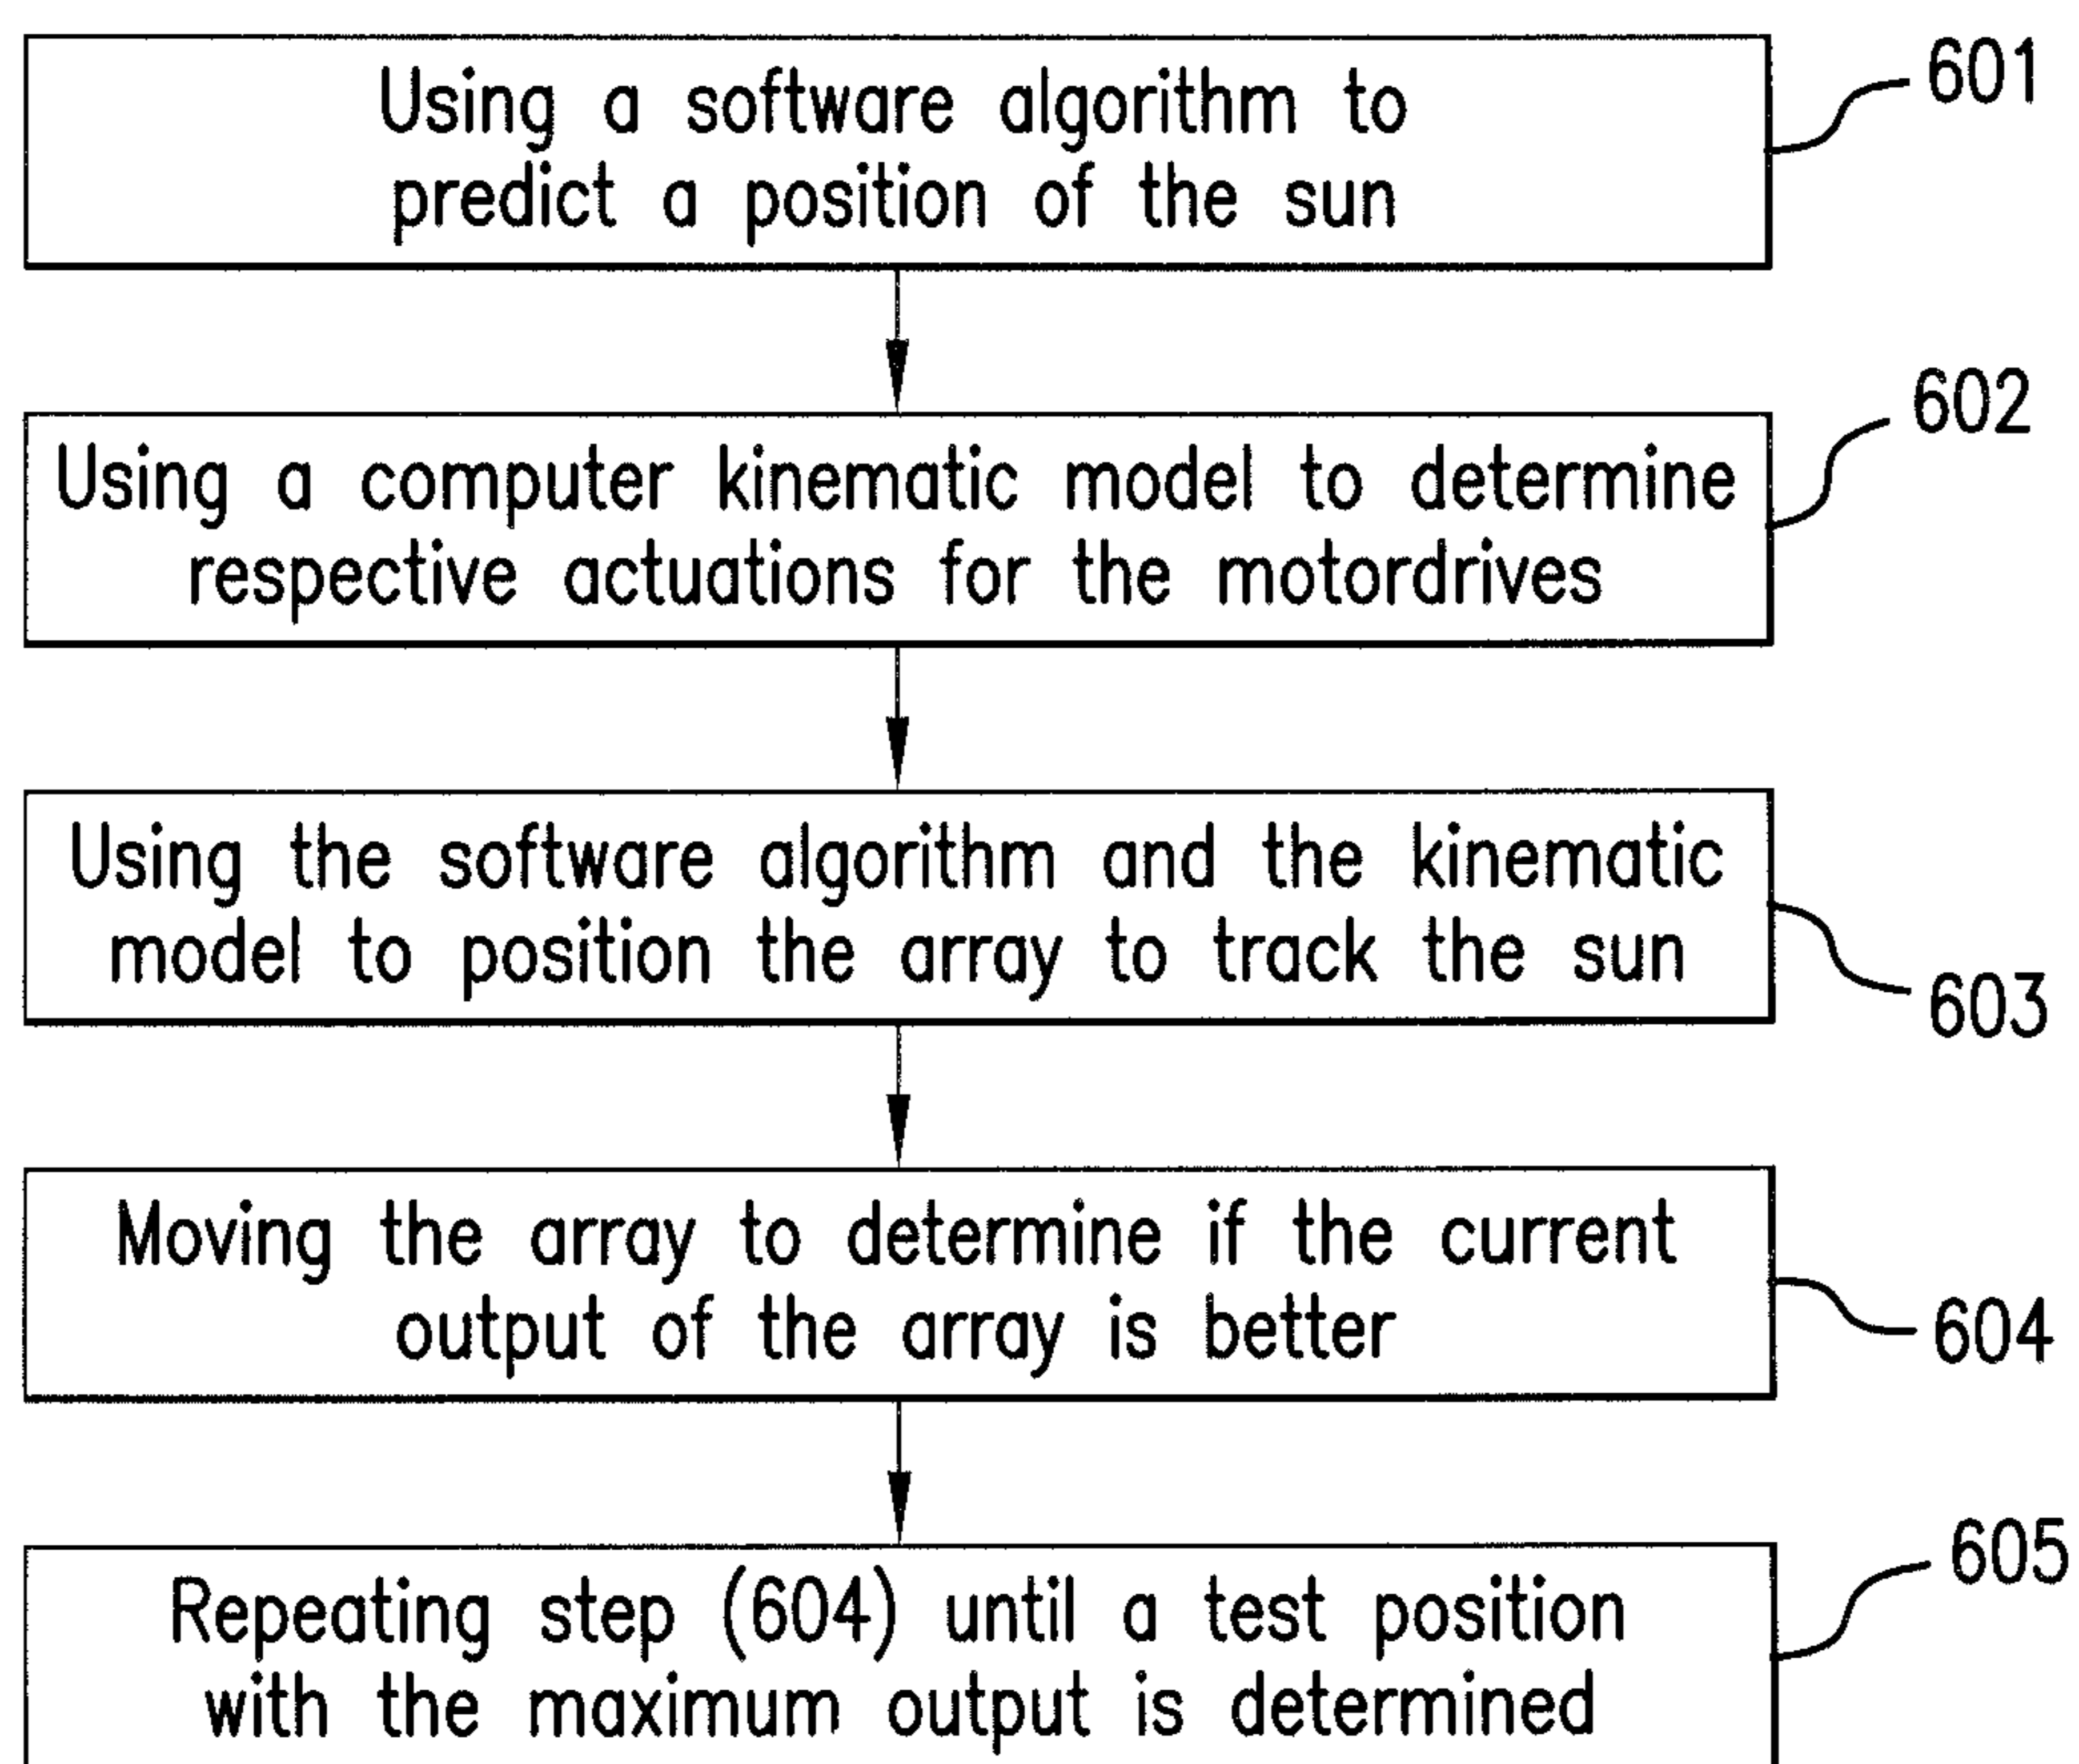 Using a software algorithm to
predict a position of the sun
601
Using a computer kinematic model to determine
respective actuations for the motordrives
602
Using the software algorithm and the kinematic
model to position the array to track the sun
603
Moving the array to determine if the current
output of the array is better
604
Repeating step (604) until a test position
with the maximum output is determined
605